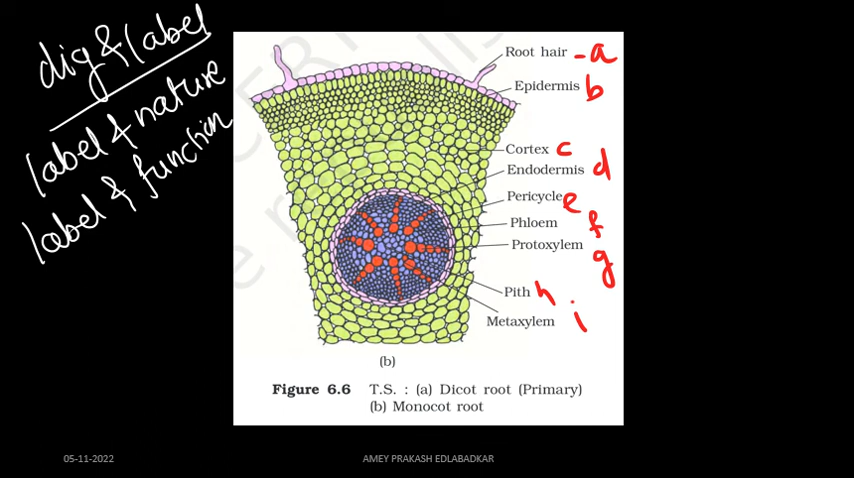 dig & label
label & nature
label & function
Root hair - a
Epidermis b
Cortex c
Endodermis d
Pericycle e
Phloem f
Protoxylem g
Pith h
Metaxylem i
(b)
Figure 6.6 T.S. : (a) Dicot root (Primary)
(b) Monocot root
05-11-2022
AMEY PRAKASH EDLABADKAR